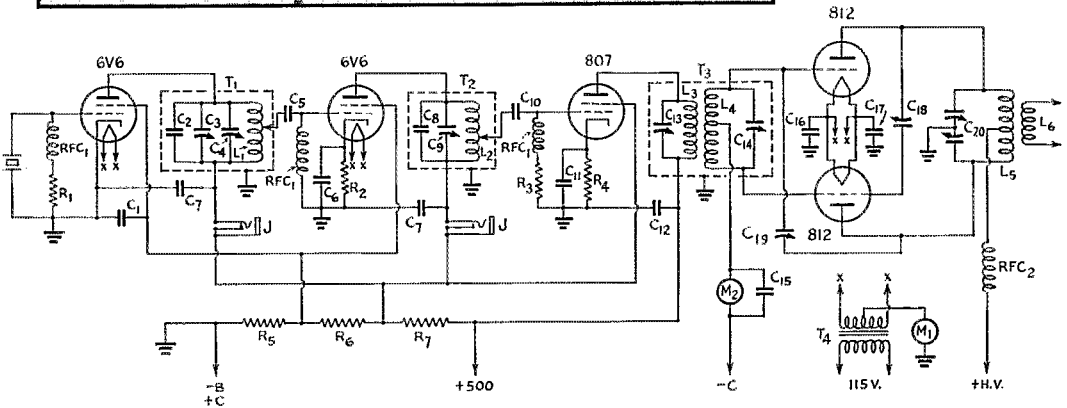 812
6V6
6V6
807
T1
T2
T3
C2
C3
C4
L1
C5
C8
C9
L2
C10
C13
L3
L4
C14
C16
C17
C18
C20
L6
L5
RFC1
R1
C1
C7
J
RFC1
C6
R2
C7
J
RFC1
R3
C11
R4
C12
C19
812
X X
X X
X X
M2
C15
RFC2
X X
T4
M1
R5
R6
R7
-B
+C
+500
-C
115V.
+H.V.